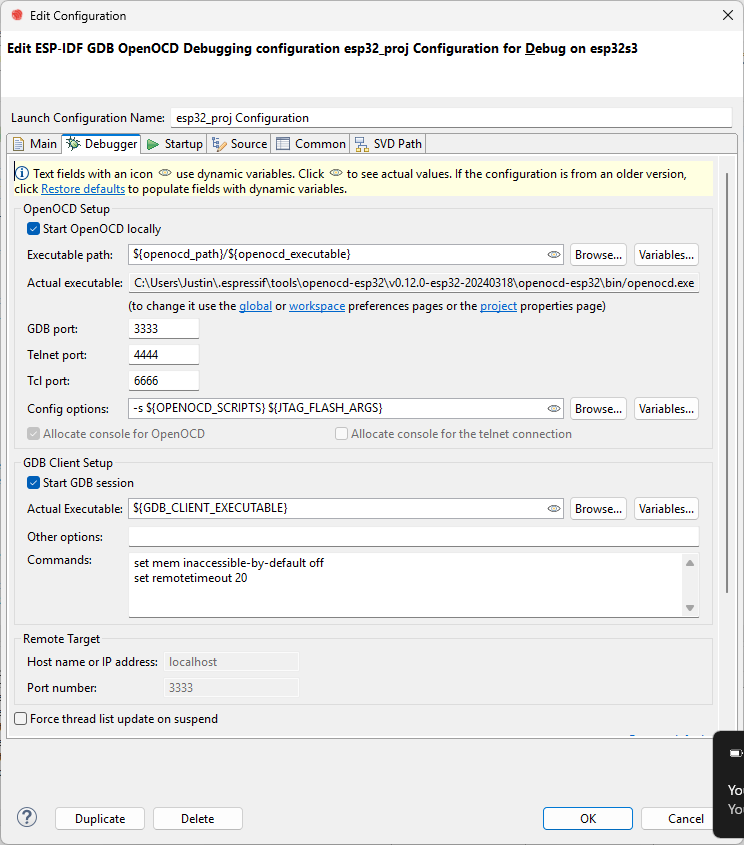 Edit Configuration
Edit ESP-IDF GDB OpenOCD Debugging configuration esp32_proj Configuration for Debug on esp32s3
Launch Configuration Name: esp32_proj Configuration
Main Debugger Startup Source Common SVD Path
Text fields with an icon use dynamic variables. Click to see actual values. If the configuration is from an older version,
click Restore defaults to populate fields with dynamic variables.
OpenOCD Setup
Start OpenOCD locally
Executable path: ${openocd_path}/${openocd_executable} Browse... Variables...
Actual executable: C:\Users\Justin\.espressif\tools\openocd-esp32\v0.12.0-esp32-20240318\openocd-esp32\bin/openocd.exe
(to change it use the global or workspace preferences pages or the project properties page)
GDB port: 3333
Telnet port: 4444
Tcl port: 6666
Config options: -s ${OPENOCD_SCRIPTS} ${JTAG_FLASH_ARGS} Browse... Variables...
Allocate console for OpenOCD Allocate console for the telnet connection
GDB Client Setup
Start GDB session
Actual Executable: ${GDB_CLIENT_EXECUTABLE} Browse... Variables...
Other options:
Commands: set mem inaccessible-by-default off
set remotetimeout 20
Remote Target
Host name or IP address: localhost
Port number: 3333
Force thread list update on suspend
You
You
Duplicate Delete OK Cancel